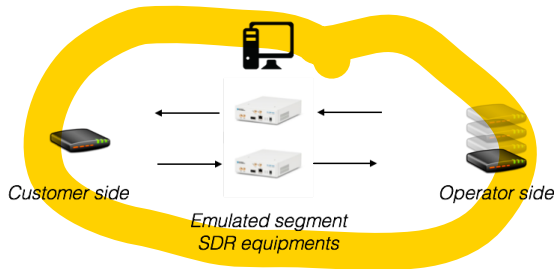 Customer side
Operator side
Emulated segment
SDR equipments